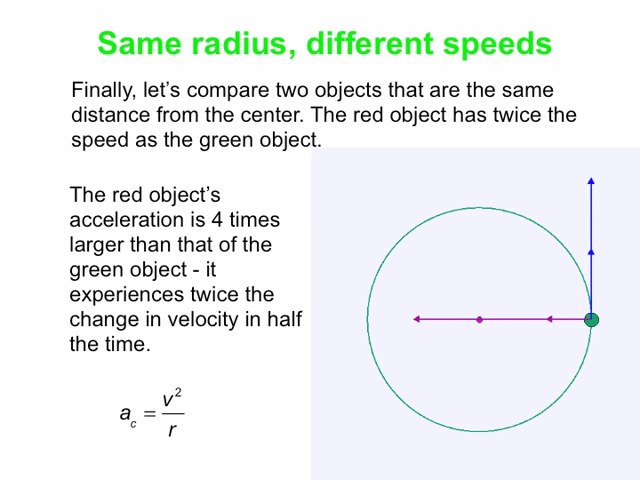 Same radius, different speeds
Finally, let’s compare two objects that are the same
distance from the center. The red object has twice the
speed as the green object.
The red object’s
acceleration is 4 times
larger than that of the
green object - it
experiences twice the
change in velocity in half
the time.
a_c = v²/r